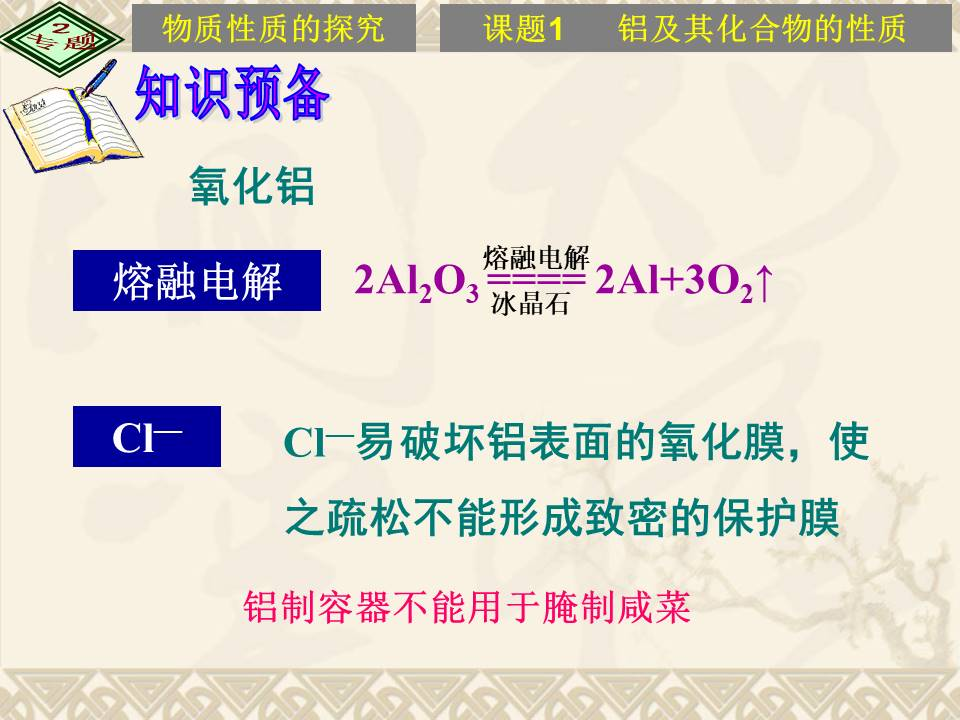 2
专题
物质性质的探究
课题1 铝及其化合物的性质
知识预备
氧化铝
熔融电解
熔融电解
2Al₂O₃ ==== 2Al+3O₂↑
冰晶石
Cl—
Cl—易破坏铝表面的氧化膜，使
之疏松不能形成致密的保护膜
铝制容器不能用于腌制咸菜